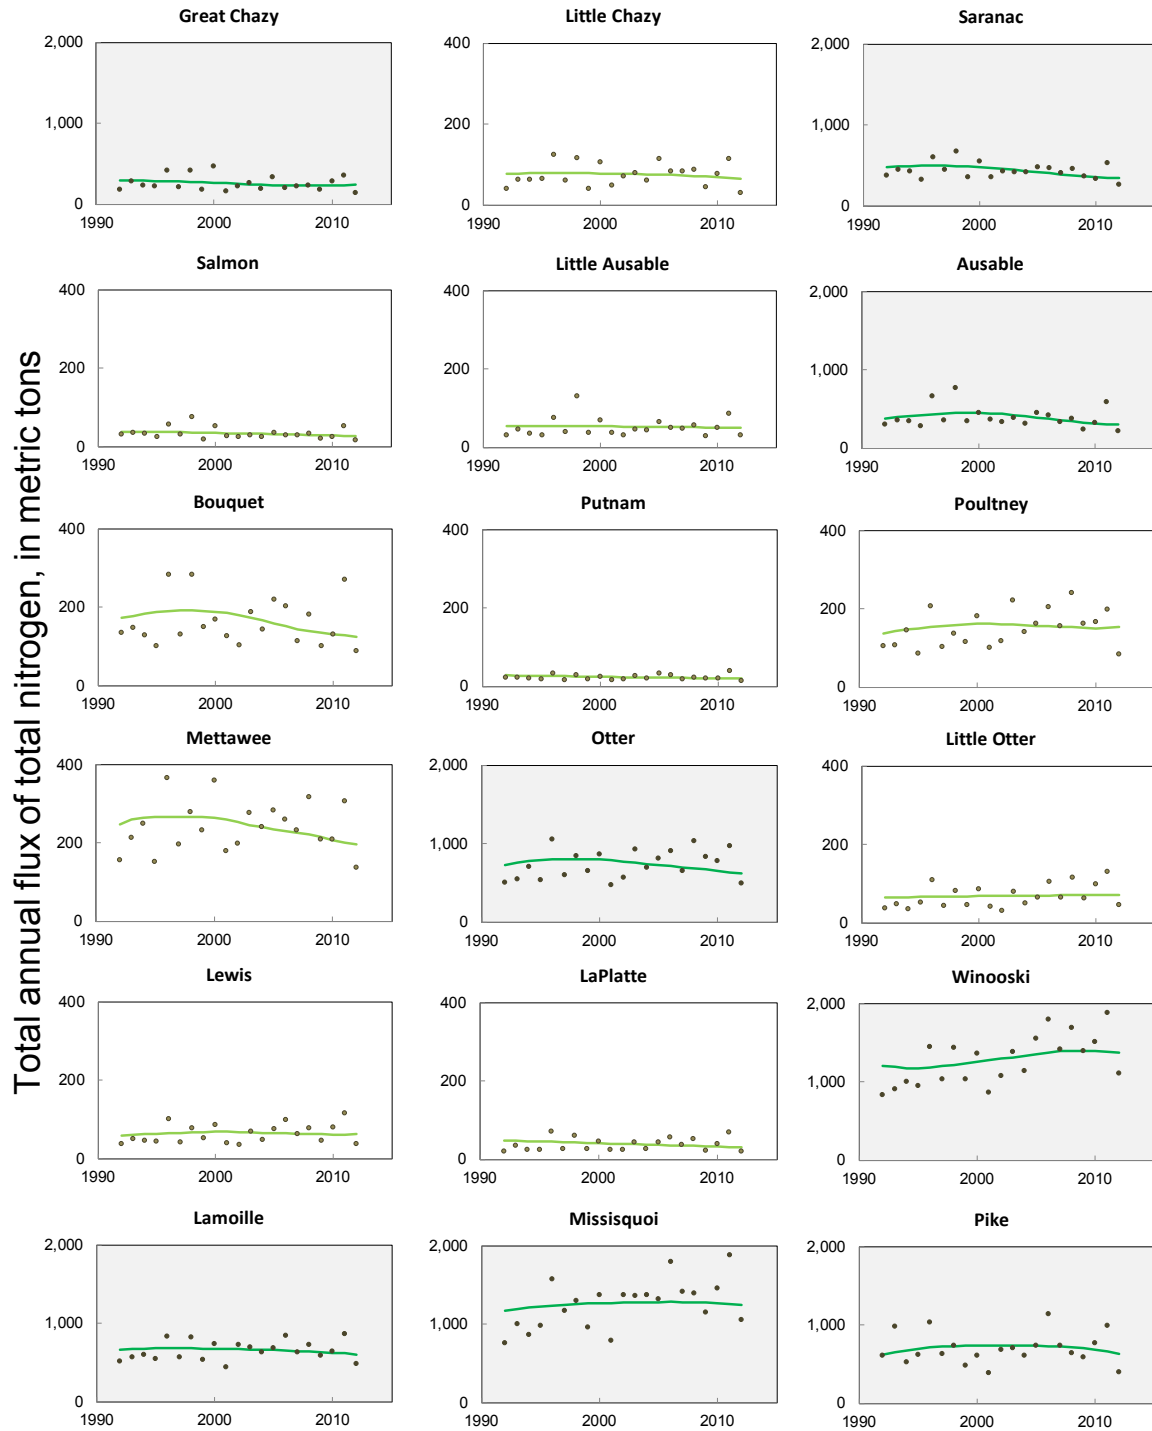 Total annual flux of total nitrogen, in metric tons
Great Chazy
2,000
1,000
0
1990 2000 2010
Little Chazy
400
200
0
1990 2000 2010
Saranac
2,000
1,000
0
1990 2000 2010
Salmon
400
200
0
1990 2000 2010
Little Ausable
400
200
0
1990 2000 2010
Ausable
2,000
1,000
0
1990 2000 2010
Bouquet
400
200
0
1990 2000 2010
Putnam
400
200
0
1990 2000 2010
Poultney
400
200
0
1990 2000 2010
Mettawee
400
200
0
1990 2000 2010
Otter
2,000
1,000
0
1990 2000 2010
Little Otter
400
200
0
1990 2000 2010
Lewis
400
200
0
1990 2000 2010
LaPlatte
400
200
0
1990 2000 2010
Winooski
2,000
1,000
0
1990 2000 2010
Lamoille
2,000
1,000
0
1990 2000 2010
Missisquoi
2,000
1,000
0
1990 2000 2010
Pike
2,000
1,000
0
1990 2000 2010